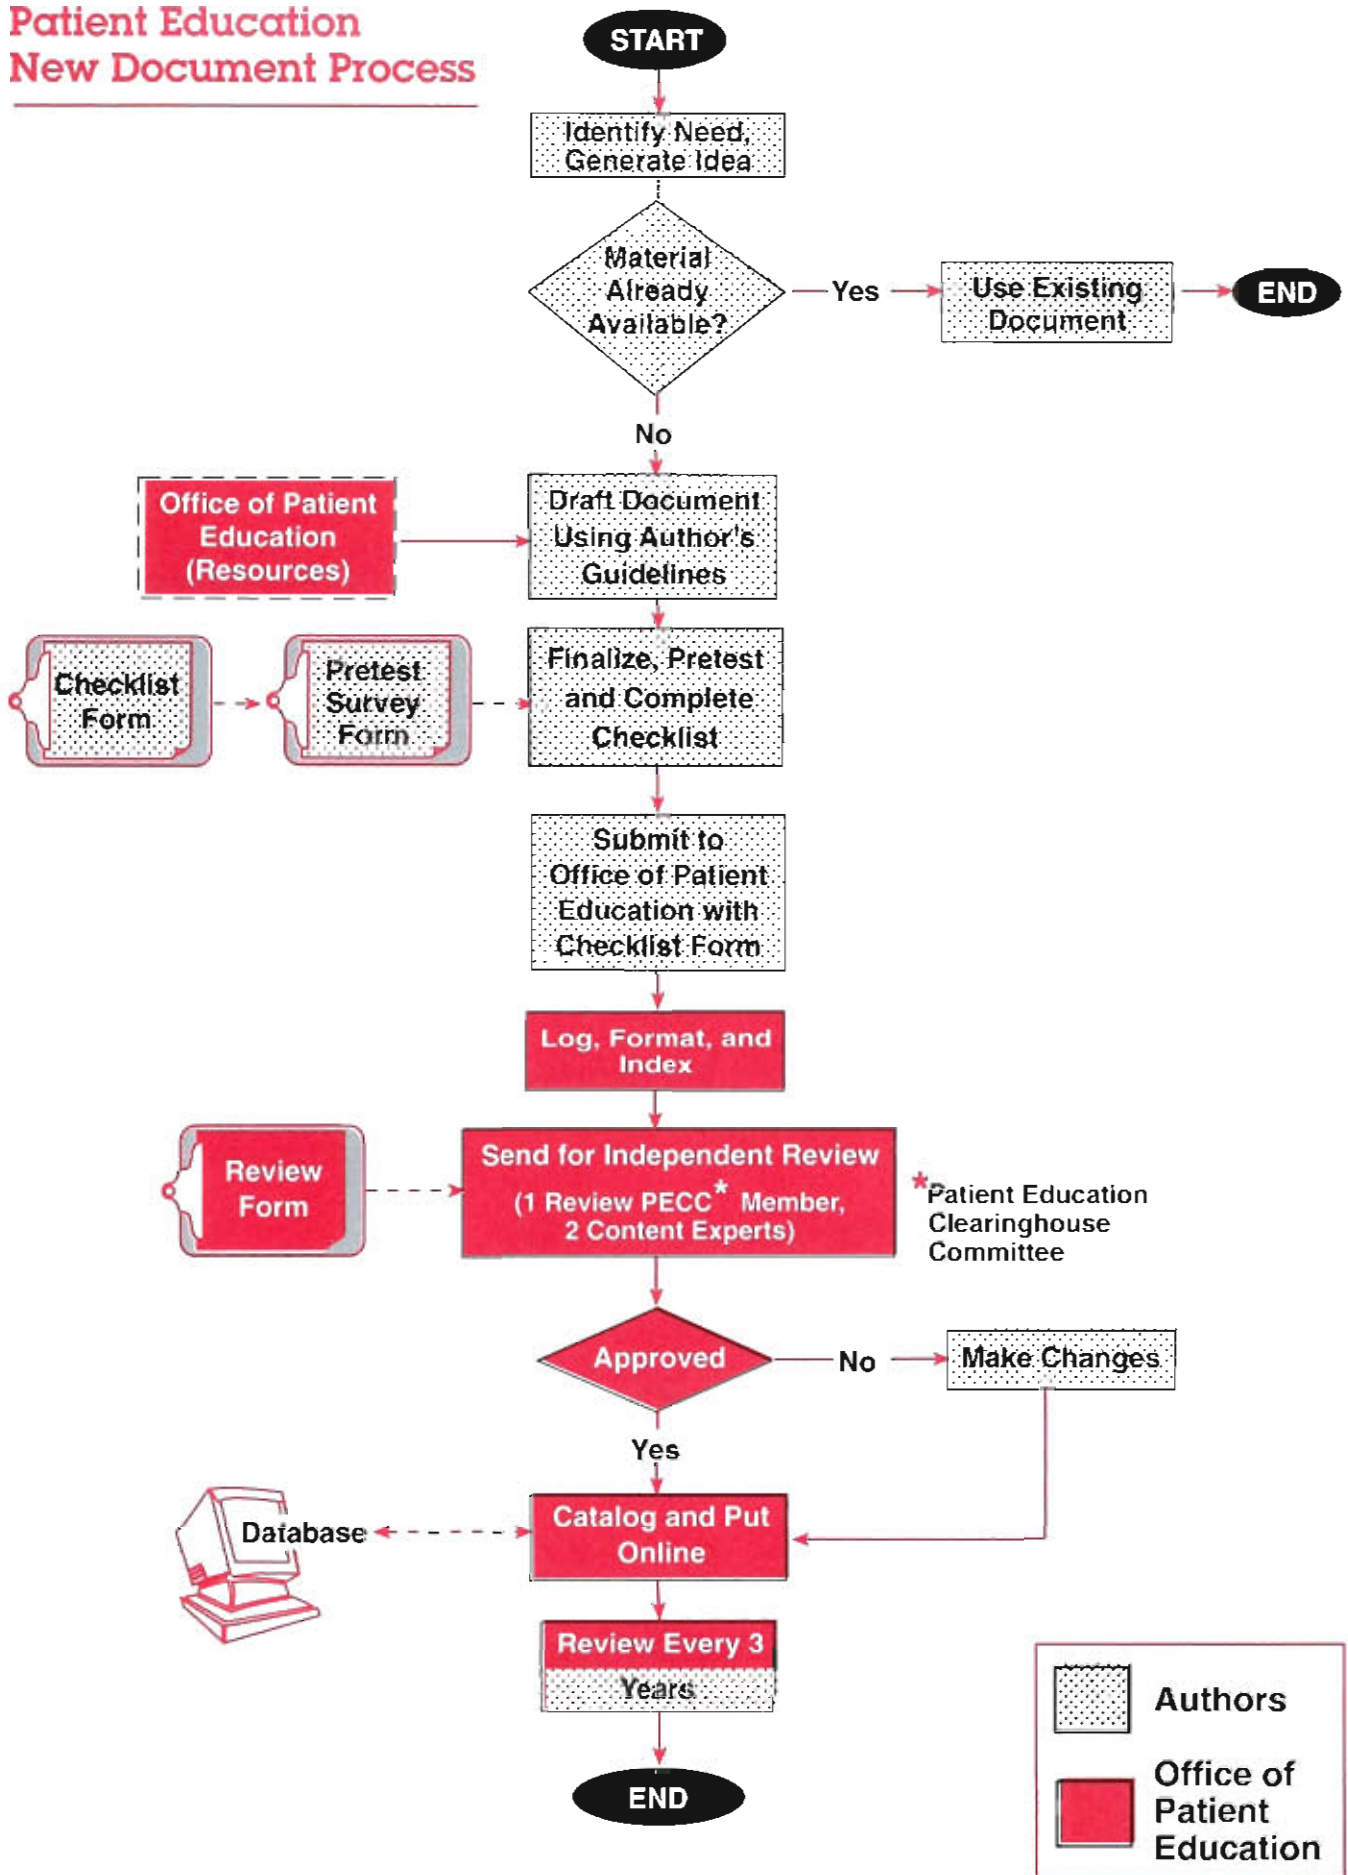 Patient Education
New Document Process
START
Identify Need,
Generate Idea
Material
Already
Available?
Yes
Use Existing
Document
END
No
Office of Patient
Education
(Resources)
Draft Document
Using Author's
Guidelines
Checklist
Form
Pretest
Survey
Form
Finalize, Pretest
and Complete
Checklist
Submit to
Office of Patient
Education with
Checklist Form
Log, Format, and
Index
Review
Form
Send for Independent Review
(1 Review PECC* Member,
2 Content Experts)
*Patient Education
Clearinghouse
Committee
Approved
No
Make Changes
Yes
Database
Catalog and Put
Online
Review Every 3
Years
END
Authors
Office of
Patient
Education